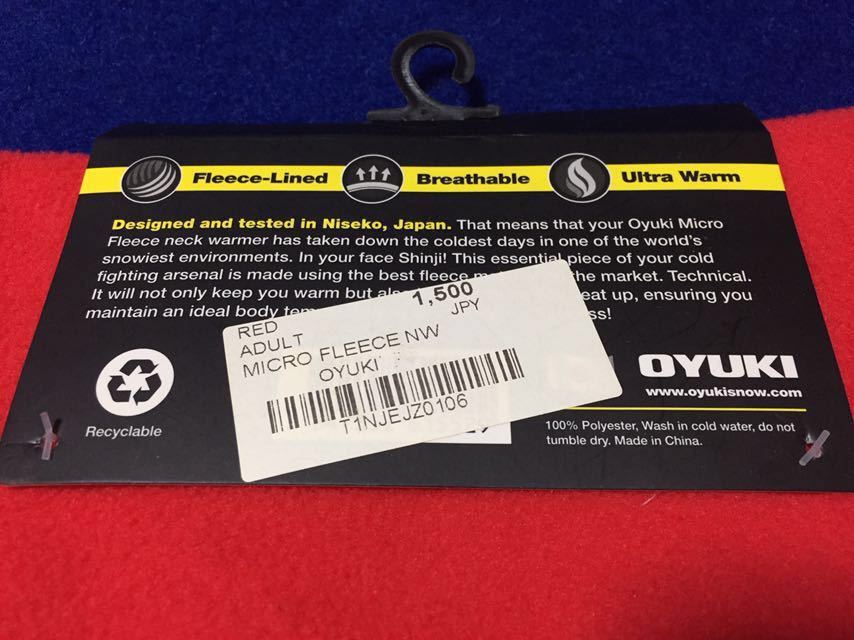 Fleece-Lined Breathable Ultra Warm
Designed and tested in Niseko, Japan. That means that your Oyuki Micro
Fleece neck warmer has taken down the coldest days in one of the world's
snowiest environments. In your face Shinji! This essential piece of your cold
fighting arsenal is made using the best fleece the market. Technical.
It will not only keep you warm but eat up, ensuring you
maintain an ideal body
1,500
JPY
RED
ADULT
MICRO FLEECE NW
OYUKI
T1NJEJZ0106
Recyclable
OYUKI
www.oyukisnow.com
100% Polyester, Wash in cold water, do not
tumble dry. Made in China.